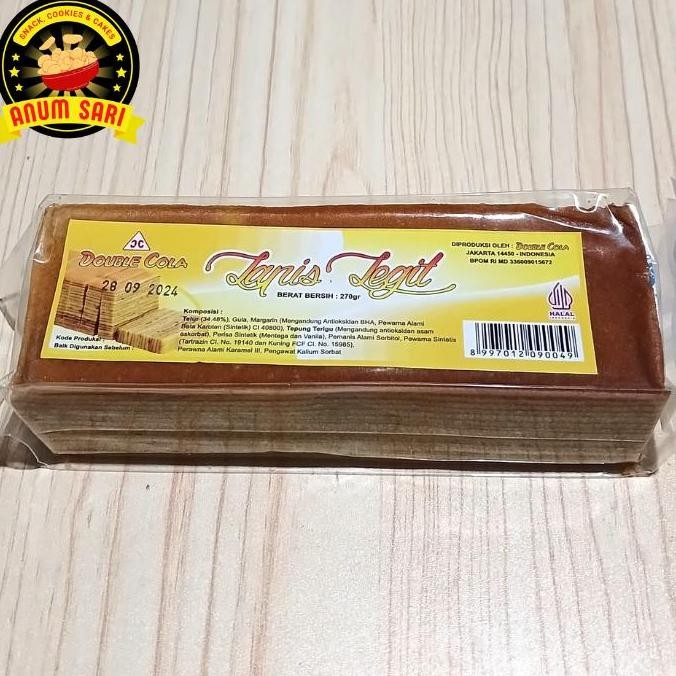 SNACK, COOKIES & CAKES
ANUM SARI
DC
DOUBLE COLA
28 09 2024
Kode Produksi :
Baik Digunakan Sebelum :
Lapis Legit
BERAT BERSIH : 270gr
Komposisi :
Telur (34.48%), Gula, Margarin (Mengandung Antioksidan BHA, Pewarna Alami
Beta Karoten (Sintetik) CI 40800), Tepung Terigu (Mengandung antioksidan asam
askorbat), Perisa Sintetik (Mentega dan Vanila), Pemanis Alami Sorbitol, Pewarna Sintetis
(Tartrazin CI. No. 19140 dan Kuning FCF CI. No. 15985),
Perawna Alami Karamel III, Pengawat Kalium Sorbat
DIPRODUKSI OLEH : DOUBLE COLA
JAKARTA 14450 - INDONESIA
BPOM RI MD 336009015672
HALAL
INDONESIA
8 997012 090049